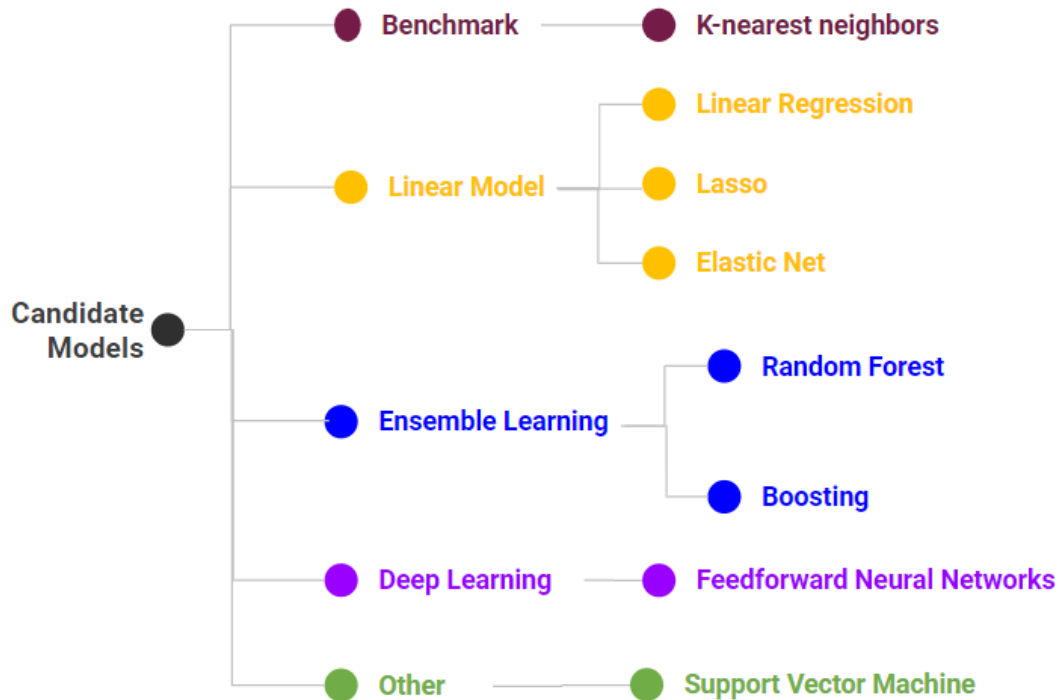 Benchmark
K-nearest neighbors
Linear Regression
Linear Model
Lasso
Elastic Net
Candidate
Models
Random Forest
Ensemble Learning
Boosting
Deep Learning
Feedforward Neural Networks
Other
Support Vector Machine